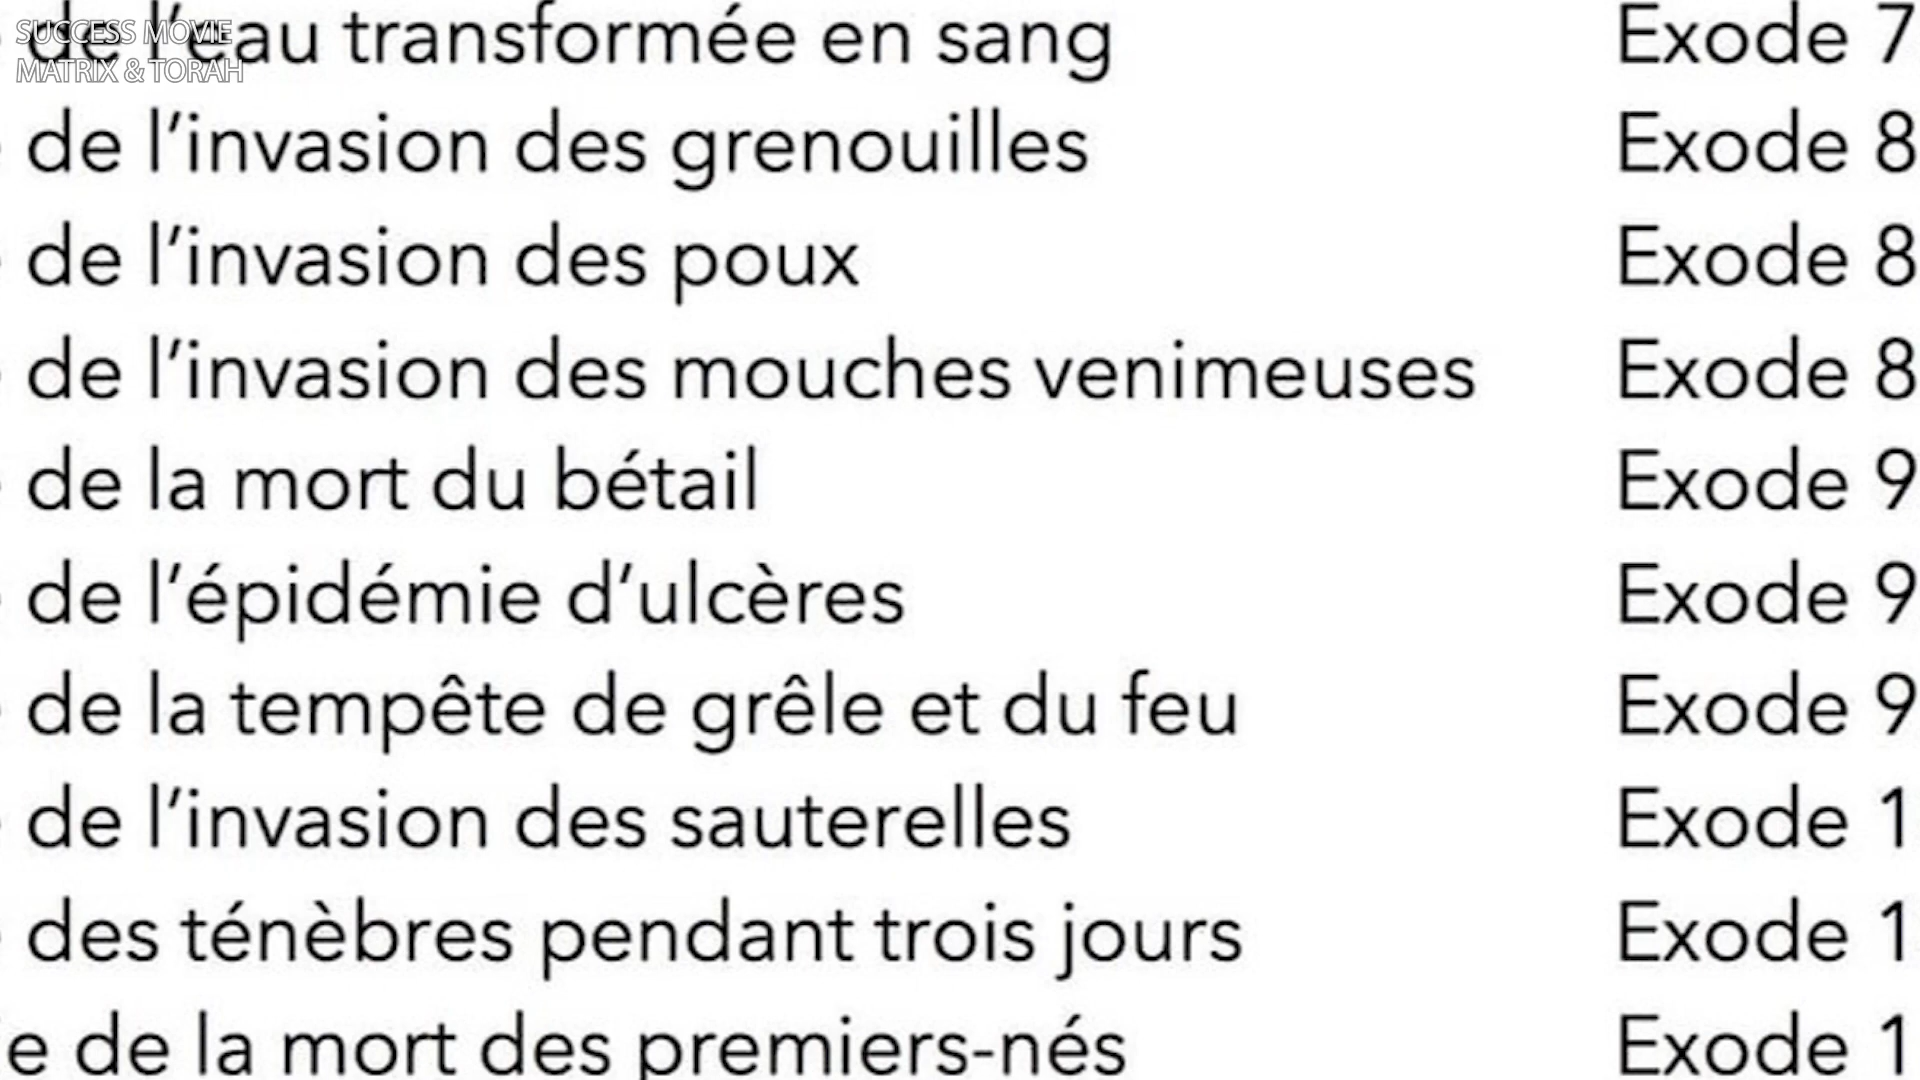 SUCCESS MOVIE
MATRIX & TORAH
de l'eau transformée en sang Exode 7
de l'invasion des grenouilles Exode 8
de l'invasion des poux Exode 8
de l'invasion des mouches venimeuses Exode 8
de la mort du bétail Exode 9
de l'épidémie d'ulcères Exode 9
de la tempête de grêle et du feu Exode 9
de l'invasion des sauterelles Exode 1
des ténèbres pendant trois jours Exode 1
e de la mort des premiers-nés Exode 1